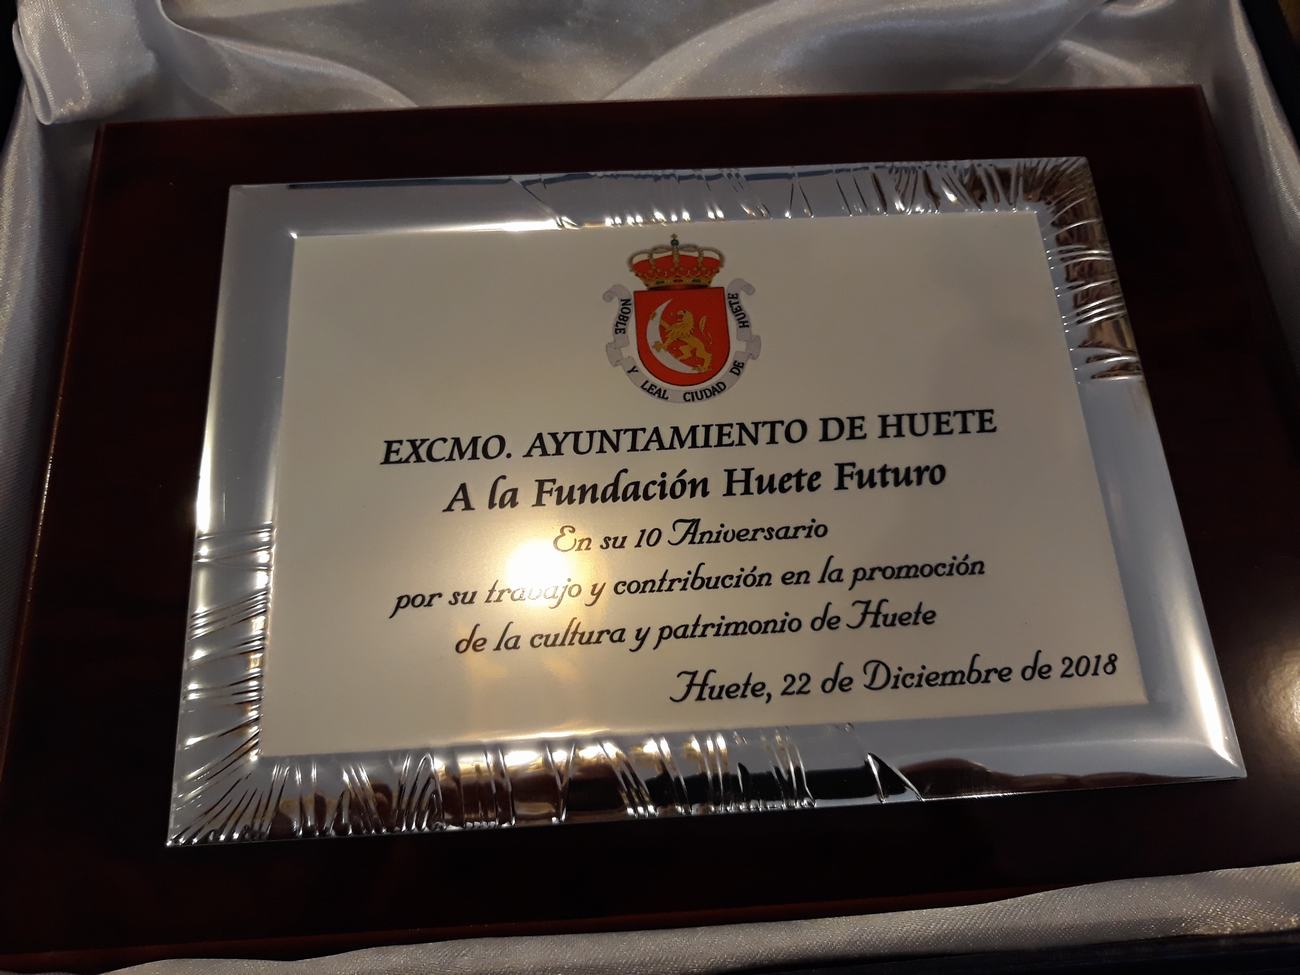 NOBLE Y LEAL CIUDAD DE HUETE
EXCMO. AYUNTAMIENTO DE HUETE
A la Fundación Huete Futuro
En su 10 Aniversario
por su trabajo y contribución en la promoción
de la cultura y patrimonio de Huete
Huete, 22 de Diciembre de 2018